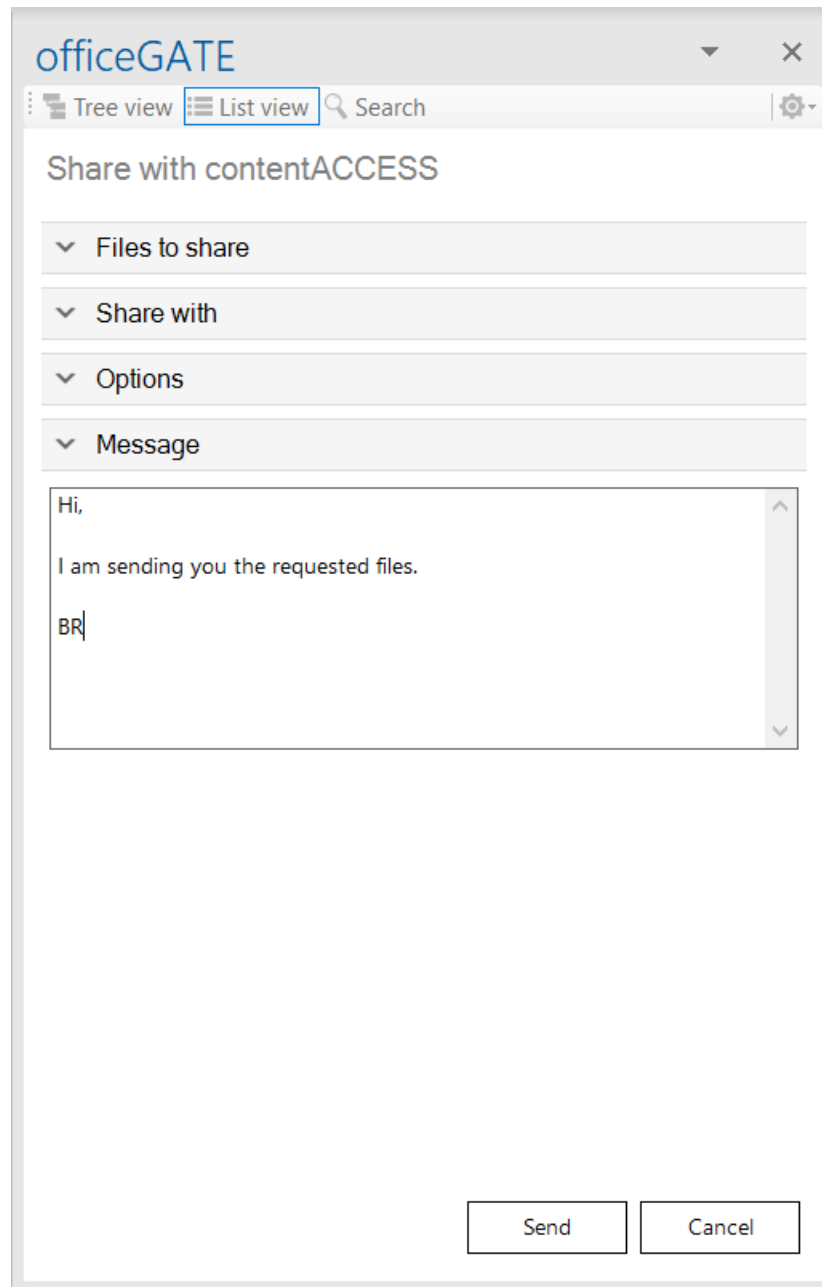 officeGATE
Tree view List view Search
Share with contentACCESS
Files to share
Share with
Options
Message
Hi,
I am sending you the requested files.
BR
Send Cancel